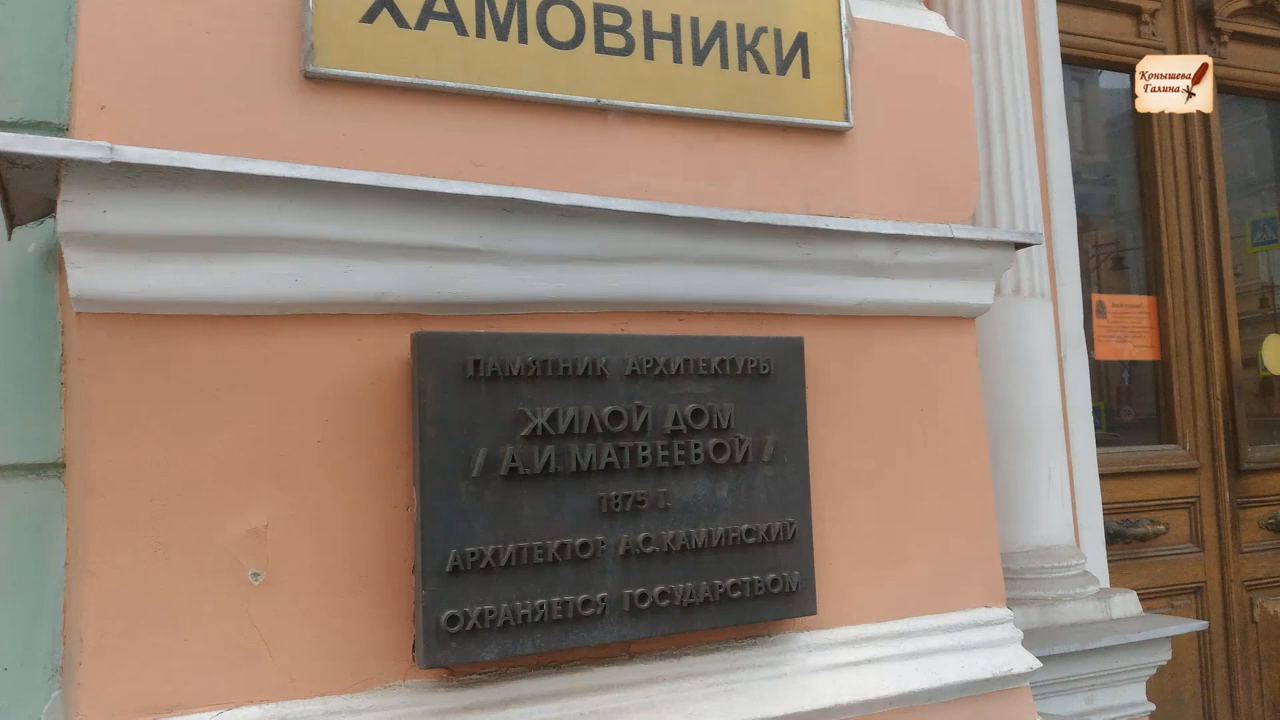 ХАМОВНИКИ
Конышева
Галина
ПАМЯТНИК АРХИТЕКТУРЫ
ЖИЛОЙ ДОМ
/ А.И. МАТВЕЕВОЙ /
1875 Г.
АРХИТЕКТОР А.С. КАМИНСКИЙ
ОХРАНЯЕТСЯ ГОСУДАРСТВОМ